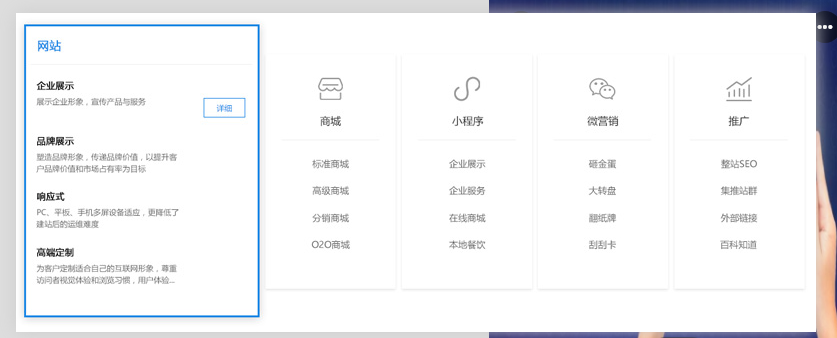 网站
企业展示
展示企业形象，宣传产品与服务
详细
品牌展示
塑造品牌形象，传递品牌价值，以提升客
户品牌价值和市场占有率为目标
响应式
PC、平板、手机多屏设备适应，更降低了
建站后的运维难度
高端定制
为客户定制适合自己的互联网形象，尊重
访问者视觉体验和浏览习惯，用户体验...
商城
标准商城
高级商城
分销商城
O2O商城
小程序
企业展示
企业服务
在线商城
本地餐饮
微营销
砸金蛋
大转盘
翻纸牌
刮刮卡
推广
整站SEO
集推站群
外部链接
百科知道